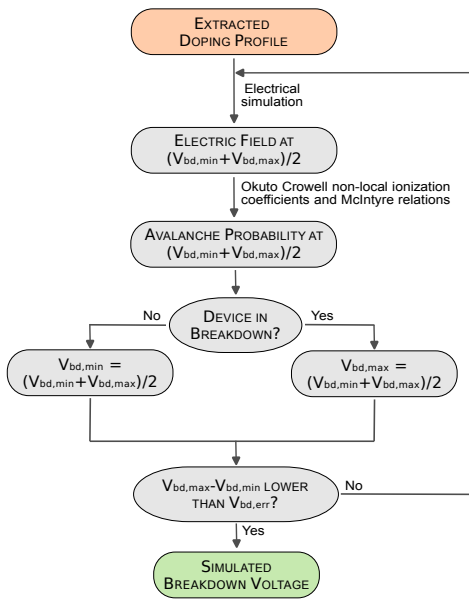 EXTRACTED
DOPING PROFILE
Electrical
simulation
ELECTRIC FIELD AT
(Vbd,min+Vbd,max)/2
Okuto Crowell non-local ionization
coefficients and McIntyre relations
AVALANCHE PROBABILITY AT
(Vbd,min+Vbd,max)/2
DEVICE IN
BREAKDOWN?
No
Yes
Vbd,min =
(Vbd,min+Vbd,max)/2
Vbd,max =
(Vbd,min+Vbd,max)/2
Vbd,max-Vbd,min LOWER
THAN Vbd,err?
No
Yes
SIMULATED
BREAKDOWN VOLTAGE